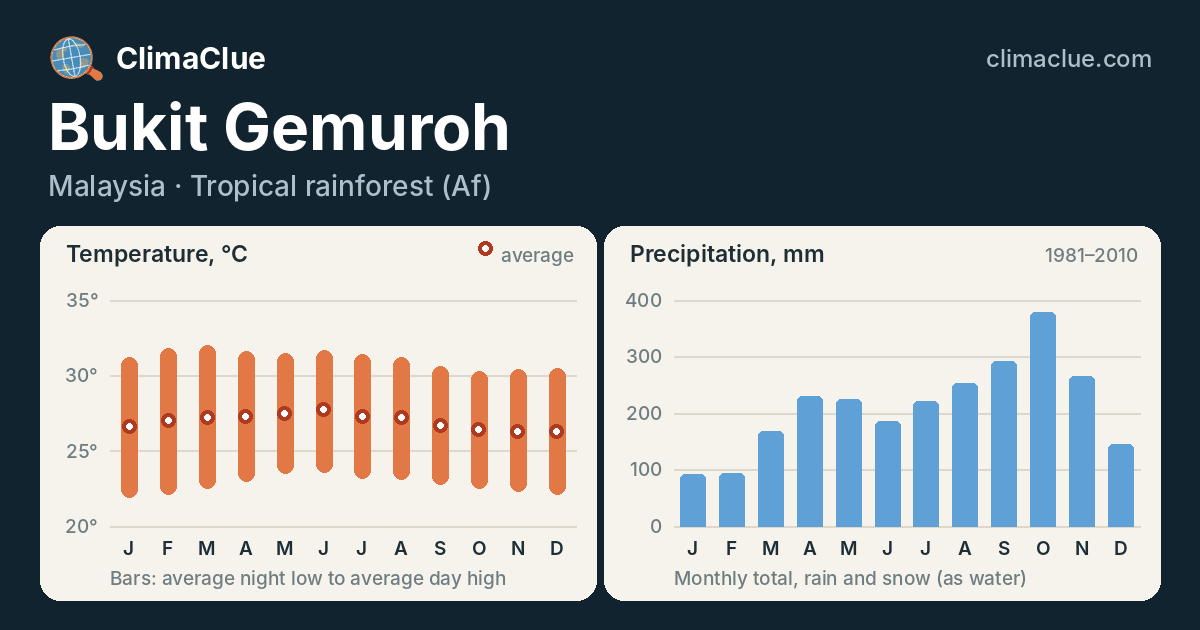 ClimaClue
climaclue.com
Bukit Gemuroh
Malaysia · Tropical rainforest (Af)
Temperature, °C
average
35°
30°
25°
20°
J F M A M J J A S O N D
Bars: average night low to average day high
Precipitation, mm
1981–2010
400
300
200
100
0
J F M A M J J A S O N D
Monthly total, rain and snow (as water)